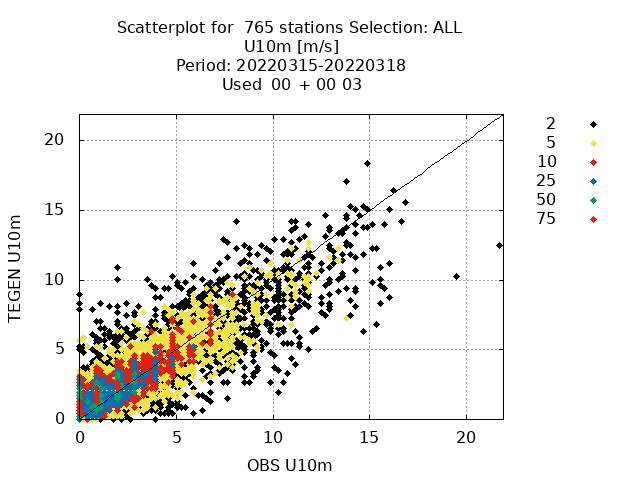 Scatterplot for  765 stations Selection: ALL
U10m [m/s]
Period: 20220315-20220318
Used  00  + 00 03
2
5
10
25
50
75
20
15
10
5
0
TEGEN U10m
0 5 10 15 20
OBS U10m